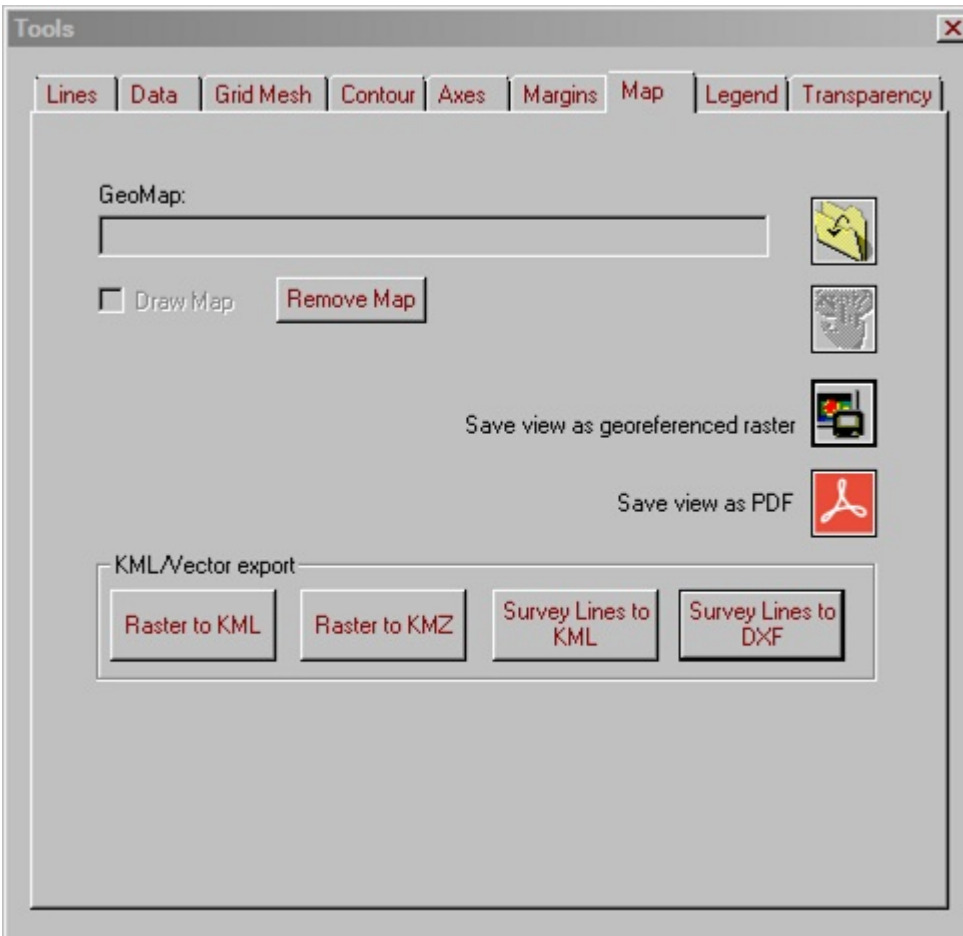 Tools
Lines Data Grid Mesh Contour Axes Margins Map Legend Transparency
GeoMap:
Draw Map Remove Map
Save view as georeferenced raster
Save view as PDF
KML/Vector export
Raster to KML Raster to KMZ Survey Lines to KML Survey Lines to DXF